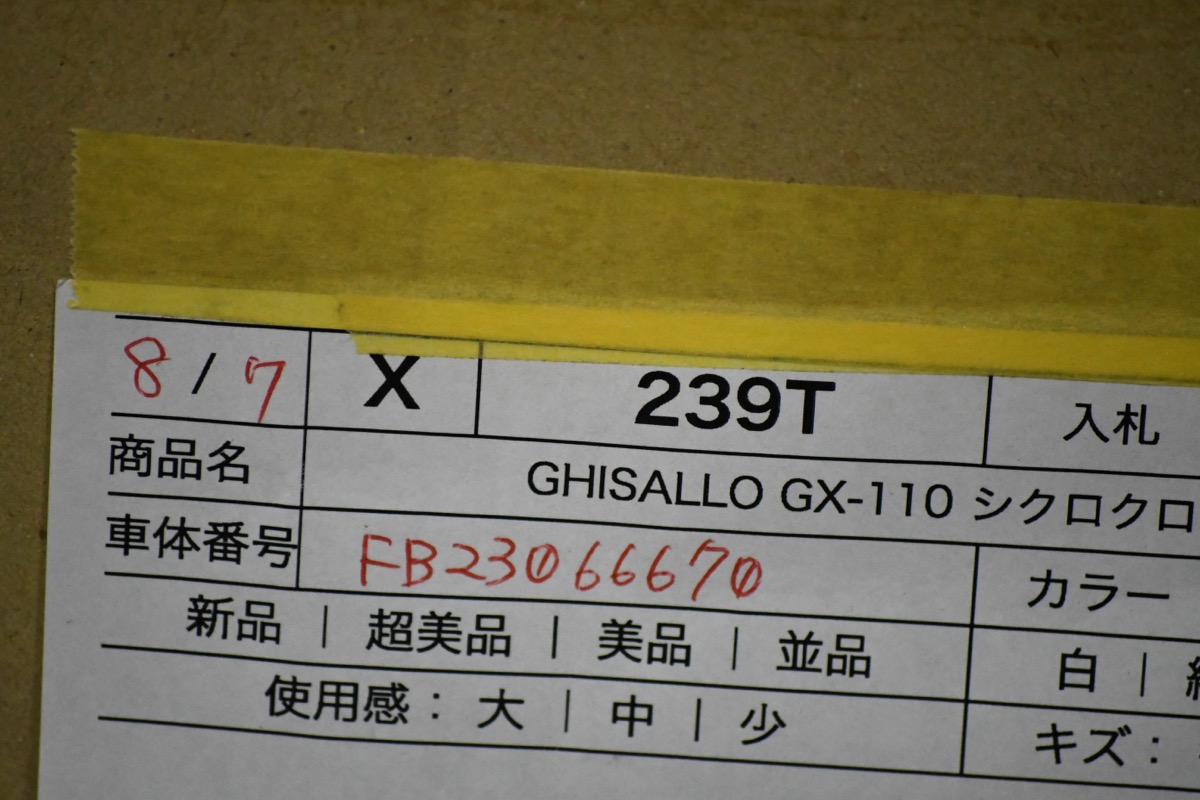 8/7 X 239T 入札
商品名 GHISALLO GX-110 シクロクロ
車体番号 FB23066670 カラー
新品 | 超美品 | 美品 | 並品 白 |
使用感: 大 | 中 | 少 キズ: